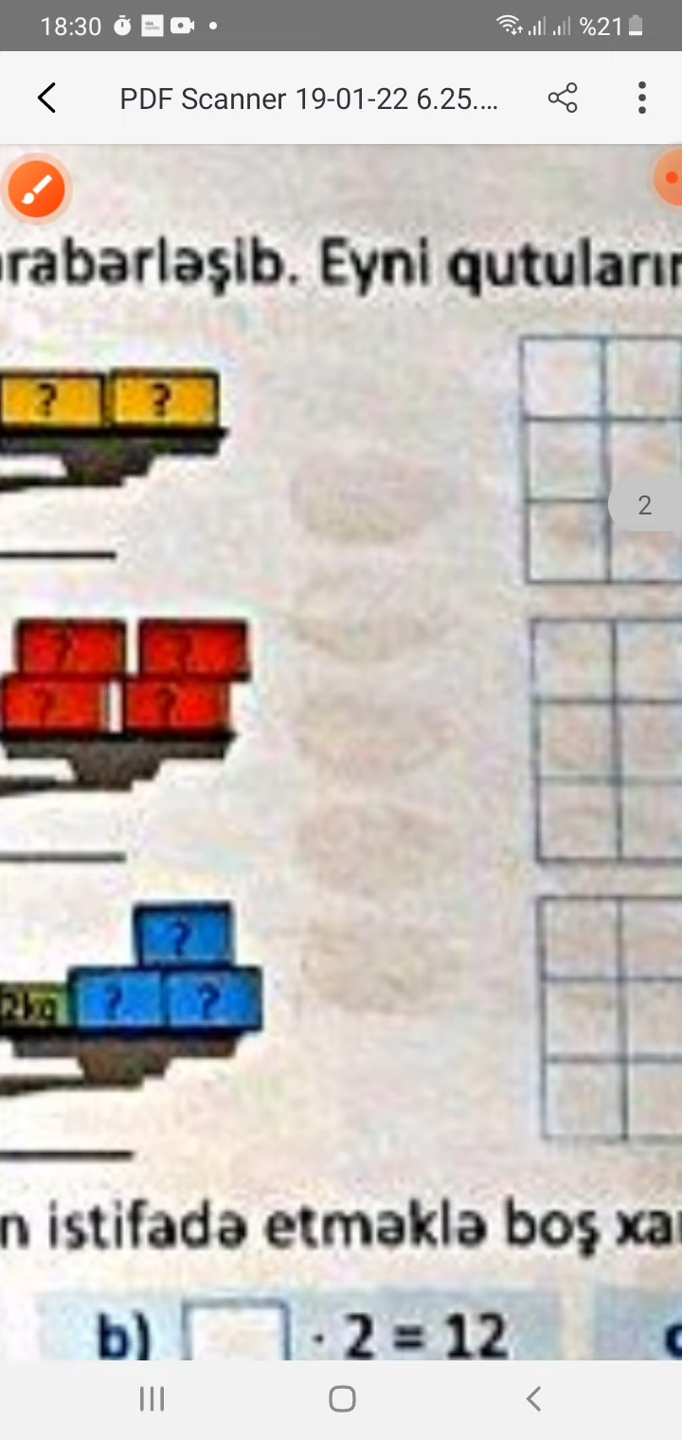 18:30 %21
PDF Scanner 19-01-22 6.25....
rabərləşib. Eyni qutuların
? ?
2
? ?
? ?
?
2kg ? ?
n istifadə etməklə boş xa
b) · 2 = 12